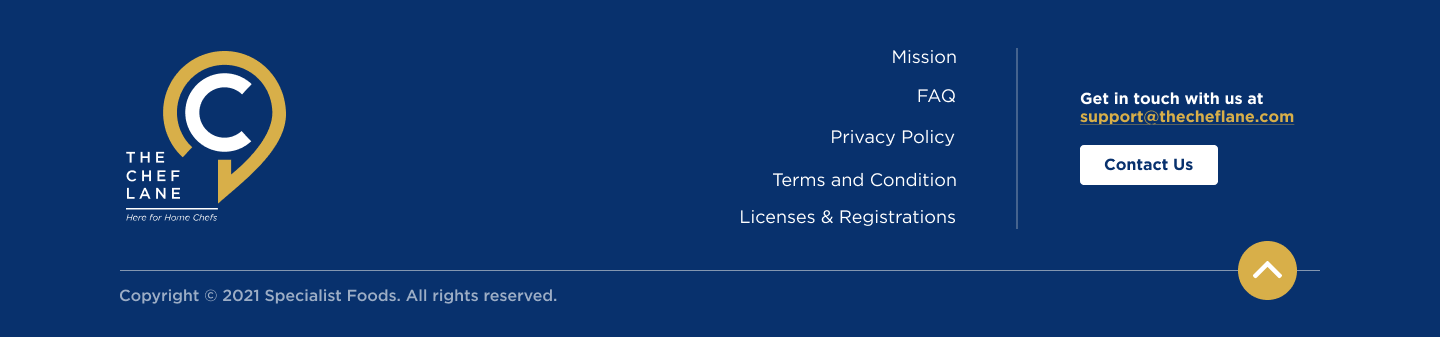 THE
CHEF
LANE
Here for Home Chefs
Mission
FAQ
Privacy Policy
Terms and Condition
Licenses & Registrations
Get in touch with us at
support@thecheflane.com
Contact Us
Copyright © 2021 Specialist Foods. All rights reserved.